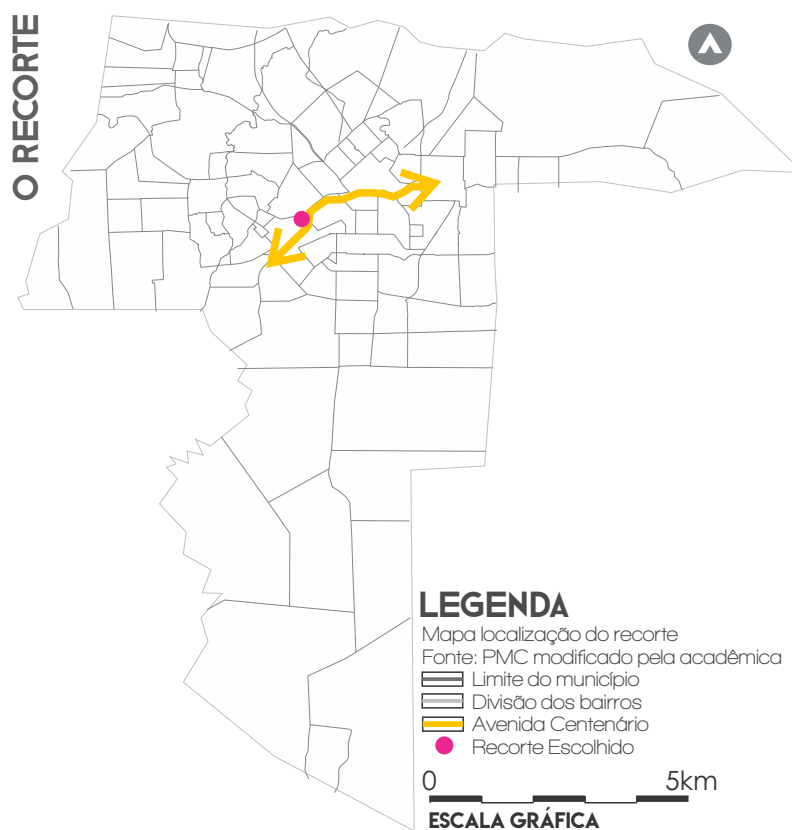 O RECORTE
LEGENDA
Mapa localização do recorte
Fonte: PMC modificado pela acadêmica
Limite do município
Divisão dos bairros
Avenida Centenário
Recorte Escolhido
0 5km
ESCALA GRÁFICA